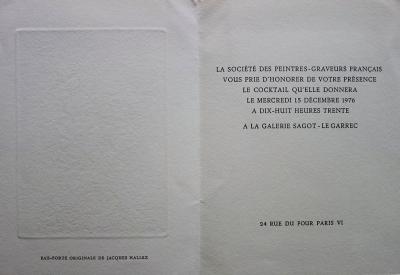 EAU-FORTE ORIGINALE DE JACQUES HALLEZ
LA SOCIÉTÉ DES PEINTRES-GRAVEURS FRANÇAIS
VOUS PRIE D'HONORER DE VOTRE PRÉSENCE
LE COCKTAIL QU'ELLE DONNERA
LE MERCREDI 15 DÉCEMBRE 1976
A DIX-HUIT HEURES TRENTE
A LA GALERIE SAGOT-LE GARREC
24 RUE DU FOUR PARIS VI